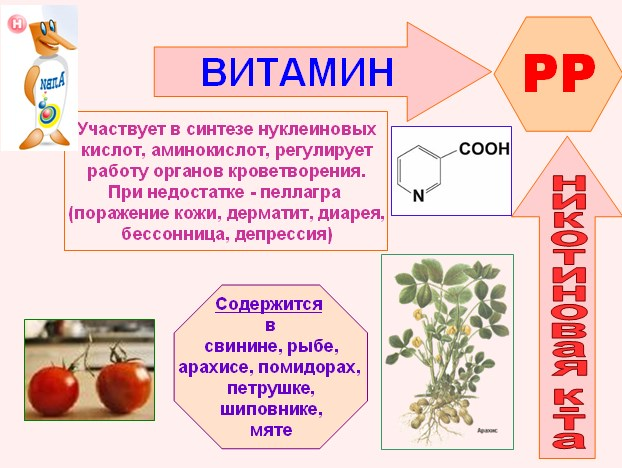 Н
ВИТАМИН
РР
Участвует в синтезе нуклеиновых
кислот, аминокислот, регулирует
работу органов кроветворения.
При недостатке - пеллагра
(поражение кожи, дерматит, диарея,
бессонница, депрессия)
COOH
N
никотиновая к-та
Содержится
в
свинине, рыбе,
арахисе, помидорах,
петрушке,
шиповнике,
мяте
Арахис